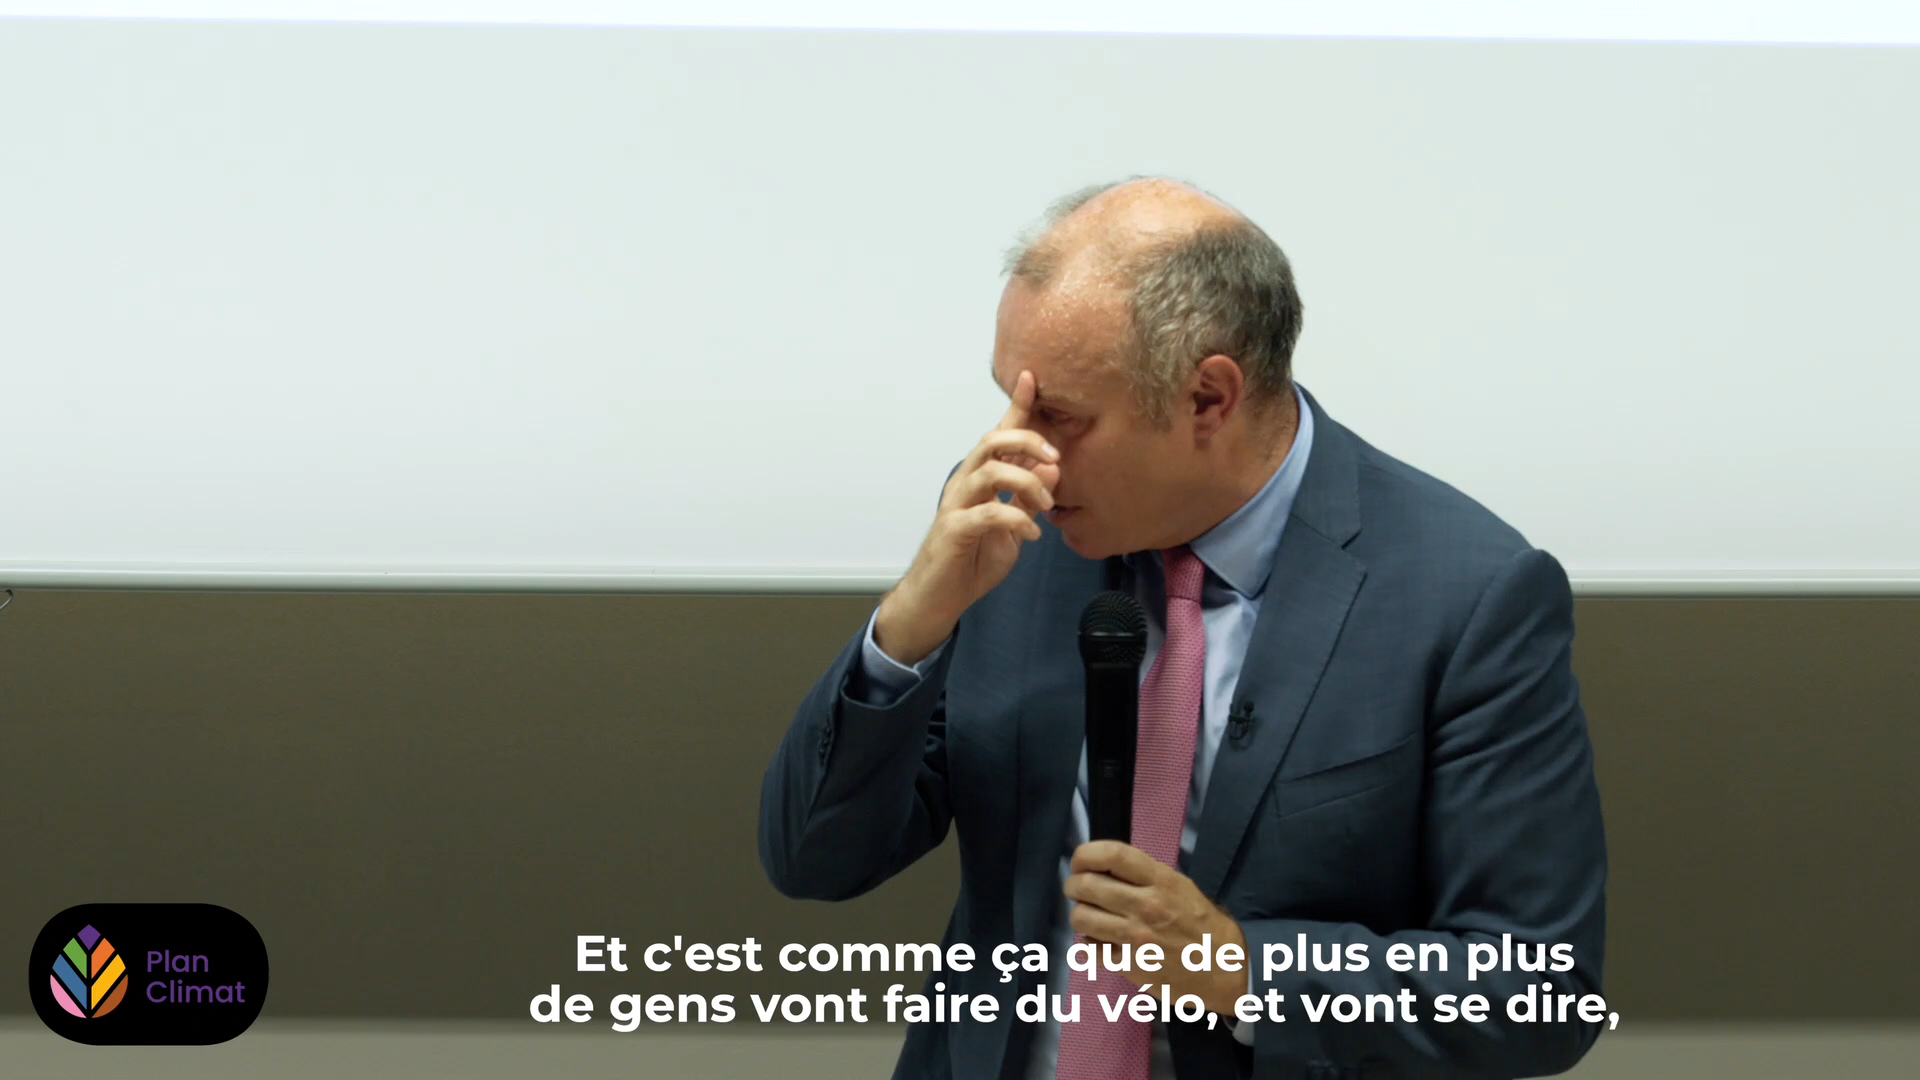 Plan
Climat
Et c'est comme ça que de plus en plus
de gens vont faire du vélo, et vont se dire,